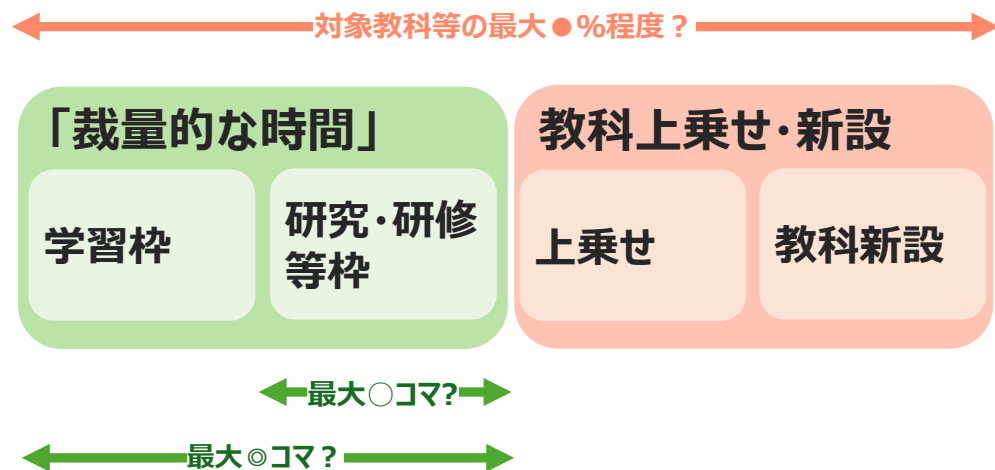 対象教科等の最大●%程度？
「裁量的な時間」
教科上乗せ・新設
学習枠
研究・研修
等枠
上乗せ
教科新設
最大○コマ?
最大◎コマ？